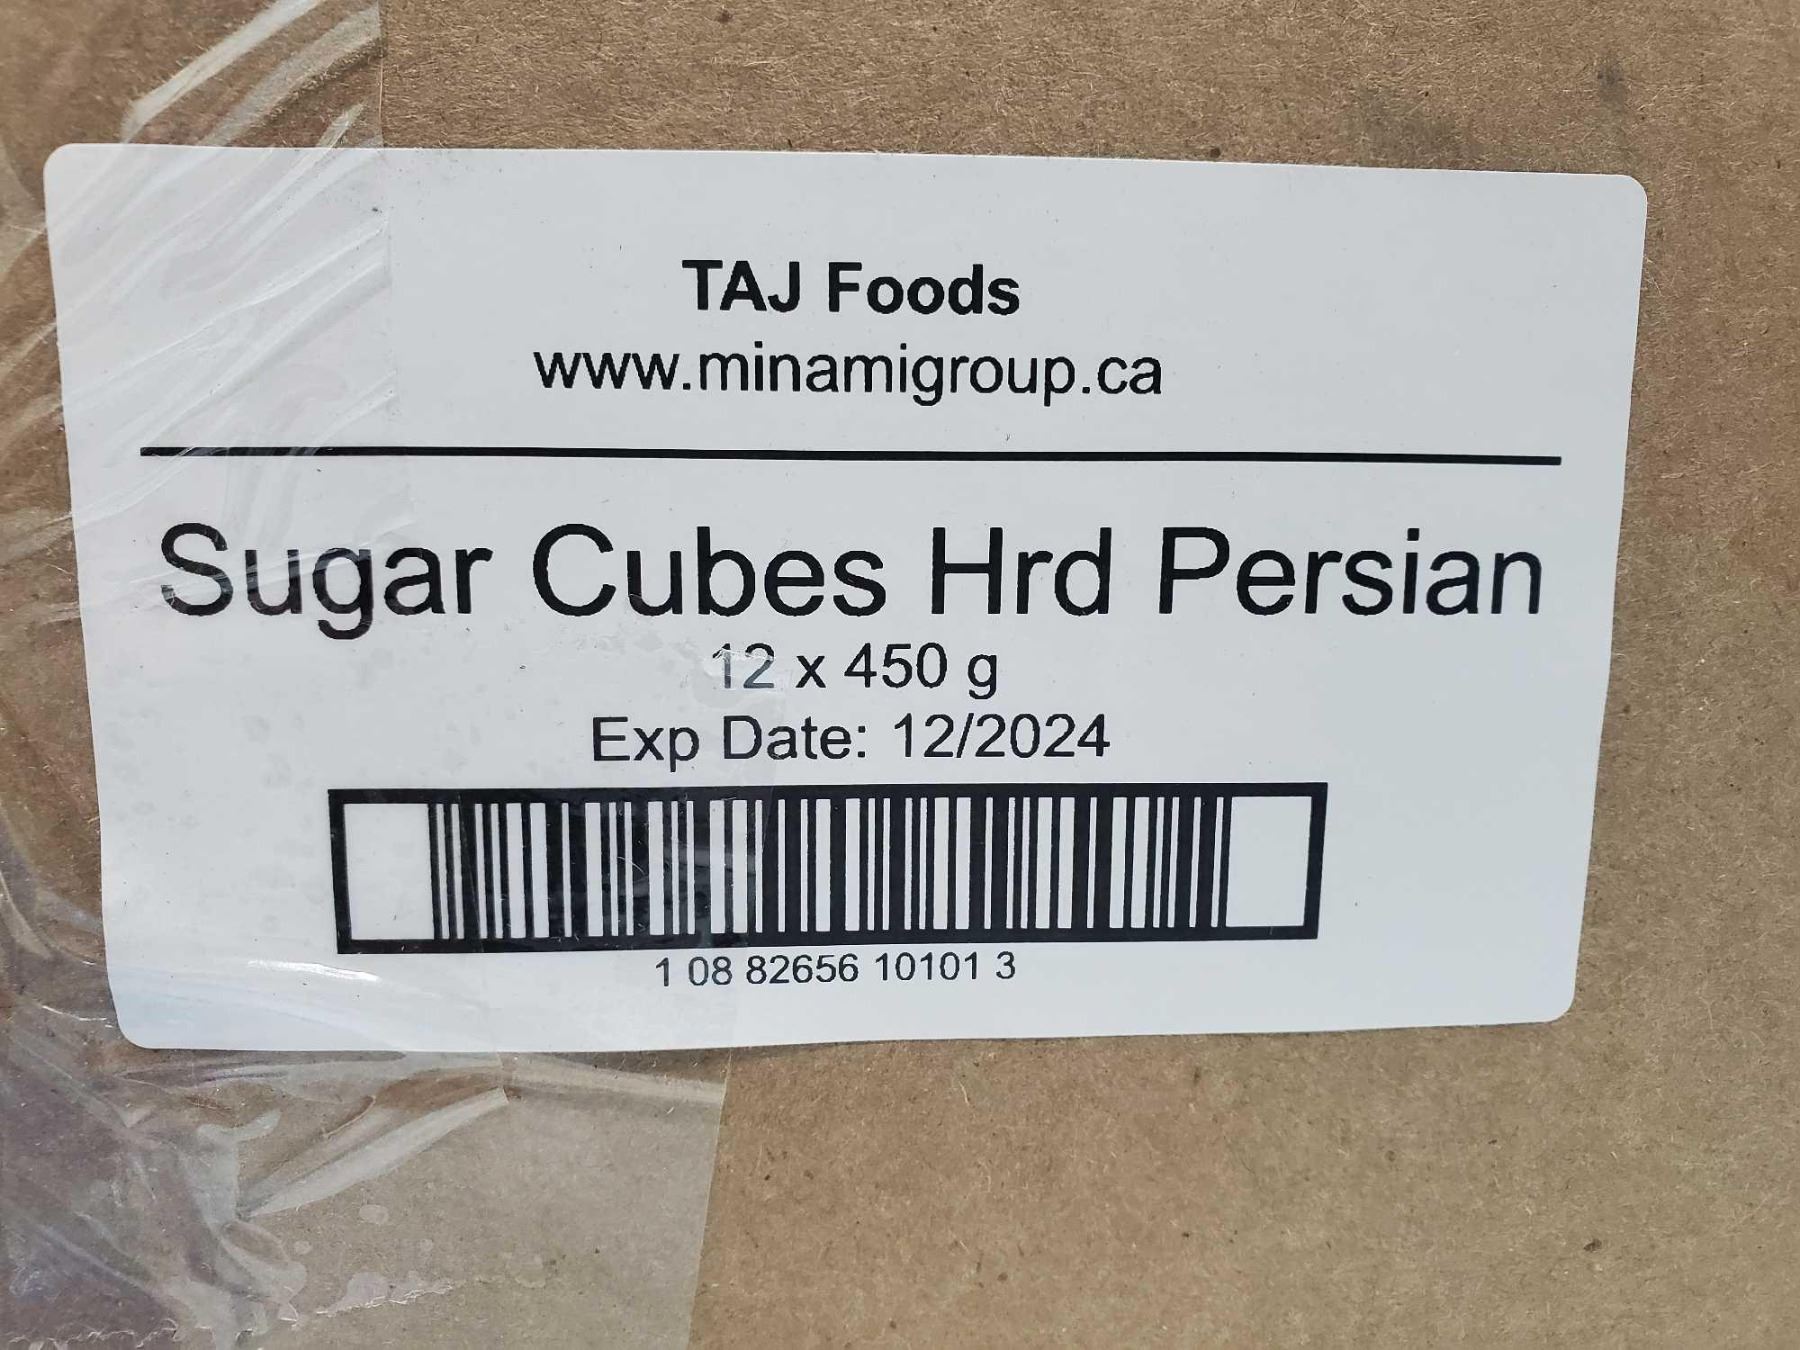 TAJ Foods
www.minamigroup.ca
Sugar Cubes Hrd Persian
12 x 450 g
Exp Date: 12/2024
1 08 82656 10101 3